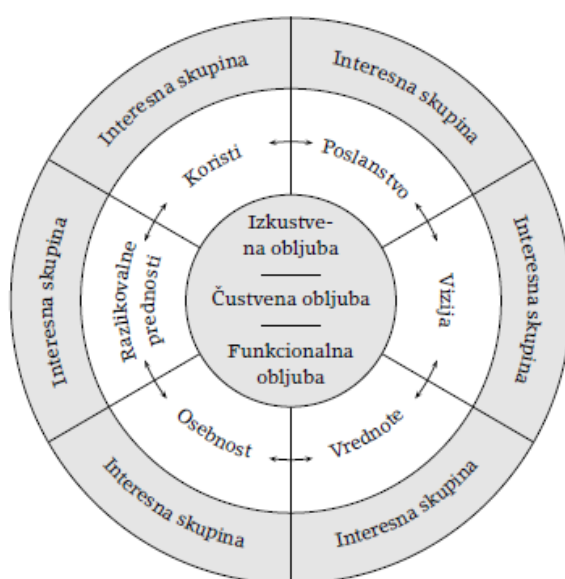 Interesna skupina
Interesna skupina
Interesna skupina
Interesna skupina
Interesna skupina
Interesna skupina
Koristi
Poslanstvo
Vizija
Vrednote
Osebnost
Razlikovalne
prednosti
Izkustve-
na obljuba
Čustvena obljuba
Funkcionalna
obljuba